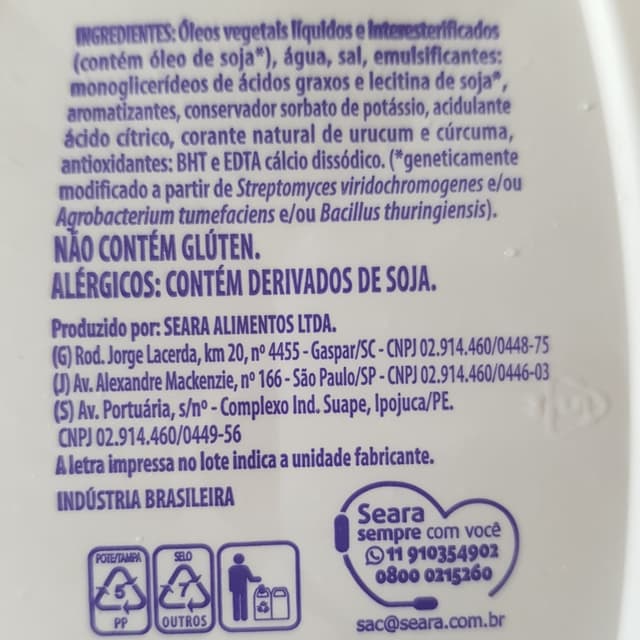 INGREDIENTES: Óleos vegetais líquidos e Interesterificados
(contém óleo de soja*), água, sal, emulsificantes:
monoglicerídeos de ácidos graxos e lecitina de soja*,
aromatizantes, conservador sorbato de potássio, acidulante
ácido cítrico, corante natural de urucum e cúrcuma,
antioxidantes: BHT e EDTA cálcio dissódico. (*geneticamente
modificado a partir de Streptomyces viridochromogenes e/ou
Agrobacterium tumefaciens e/ou Bacillus thuringiensis).
NÃO CONTÉM GLÚTEN.
ALÉRGICOS: CONTÉM DERIVADOS DE SOJA.
Produzido por: SEARA ALIMENTOS LTDA.
(G) Rod. Jorge Lacerda, km 20, nº 4455 - Gaspar/SC - CNPJ 02.914.460/0448-75
(J) Av. Alexandre Mackenzie, nº 166 - São Paulo/SP - CNPJ 02.914.460/0446-03
(S) Av. Portuária, s/nº - Complexo Ind. Suape, Ipojuca/PE.
CNPJ 02.914.460/0449-56
A letra impressa no lote indica a unidade fabricante.
INDÚSTRIA BRASILEIRA
POTE/TAMPA
5
PP
SELO
7
OUTROS
Seara
sempre com você
11 910354902
0800 0215260
sac@seara.com.br